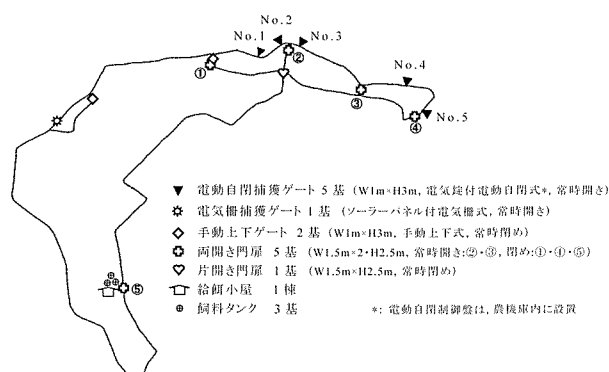 No.2
No.1
No.3
No.4
No.5
①
②
③
④
⑤
▼ 電動自閉捕獲ゲート 5 基 (W1m×H3m, 電気錠付電動自閉式*, 常時開き)
電気柵捕獲ゲート 1 基 (ソーラーパネル付電気柵式, 常時開き)
手動上下ゲート 2 基 (W1m×H3m, 手動上下式, 常時閉め)
両開き門扉 5 基 (W1.5m×2・H2.5m, 常時開き:②・③, 閉め:①・④・⑤)
片開き門扉 1 基 (W1.5m×H2.5m, 常時閉め)
給餌小屋 1 棟
飼料タンク 3 基
*: 電動自閉制御盤は, 農機庫内に設置